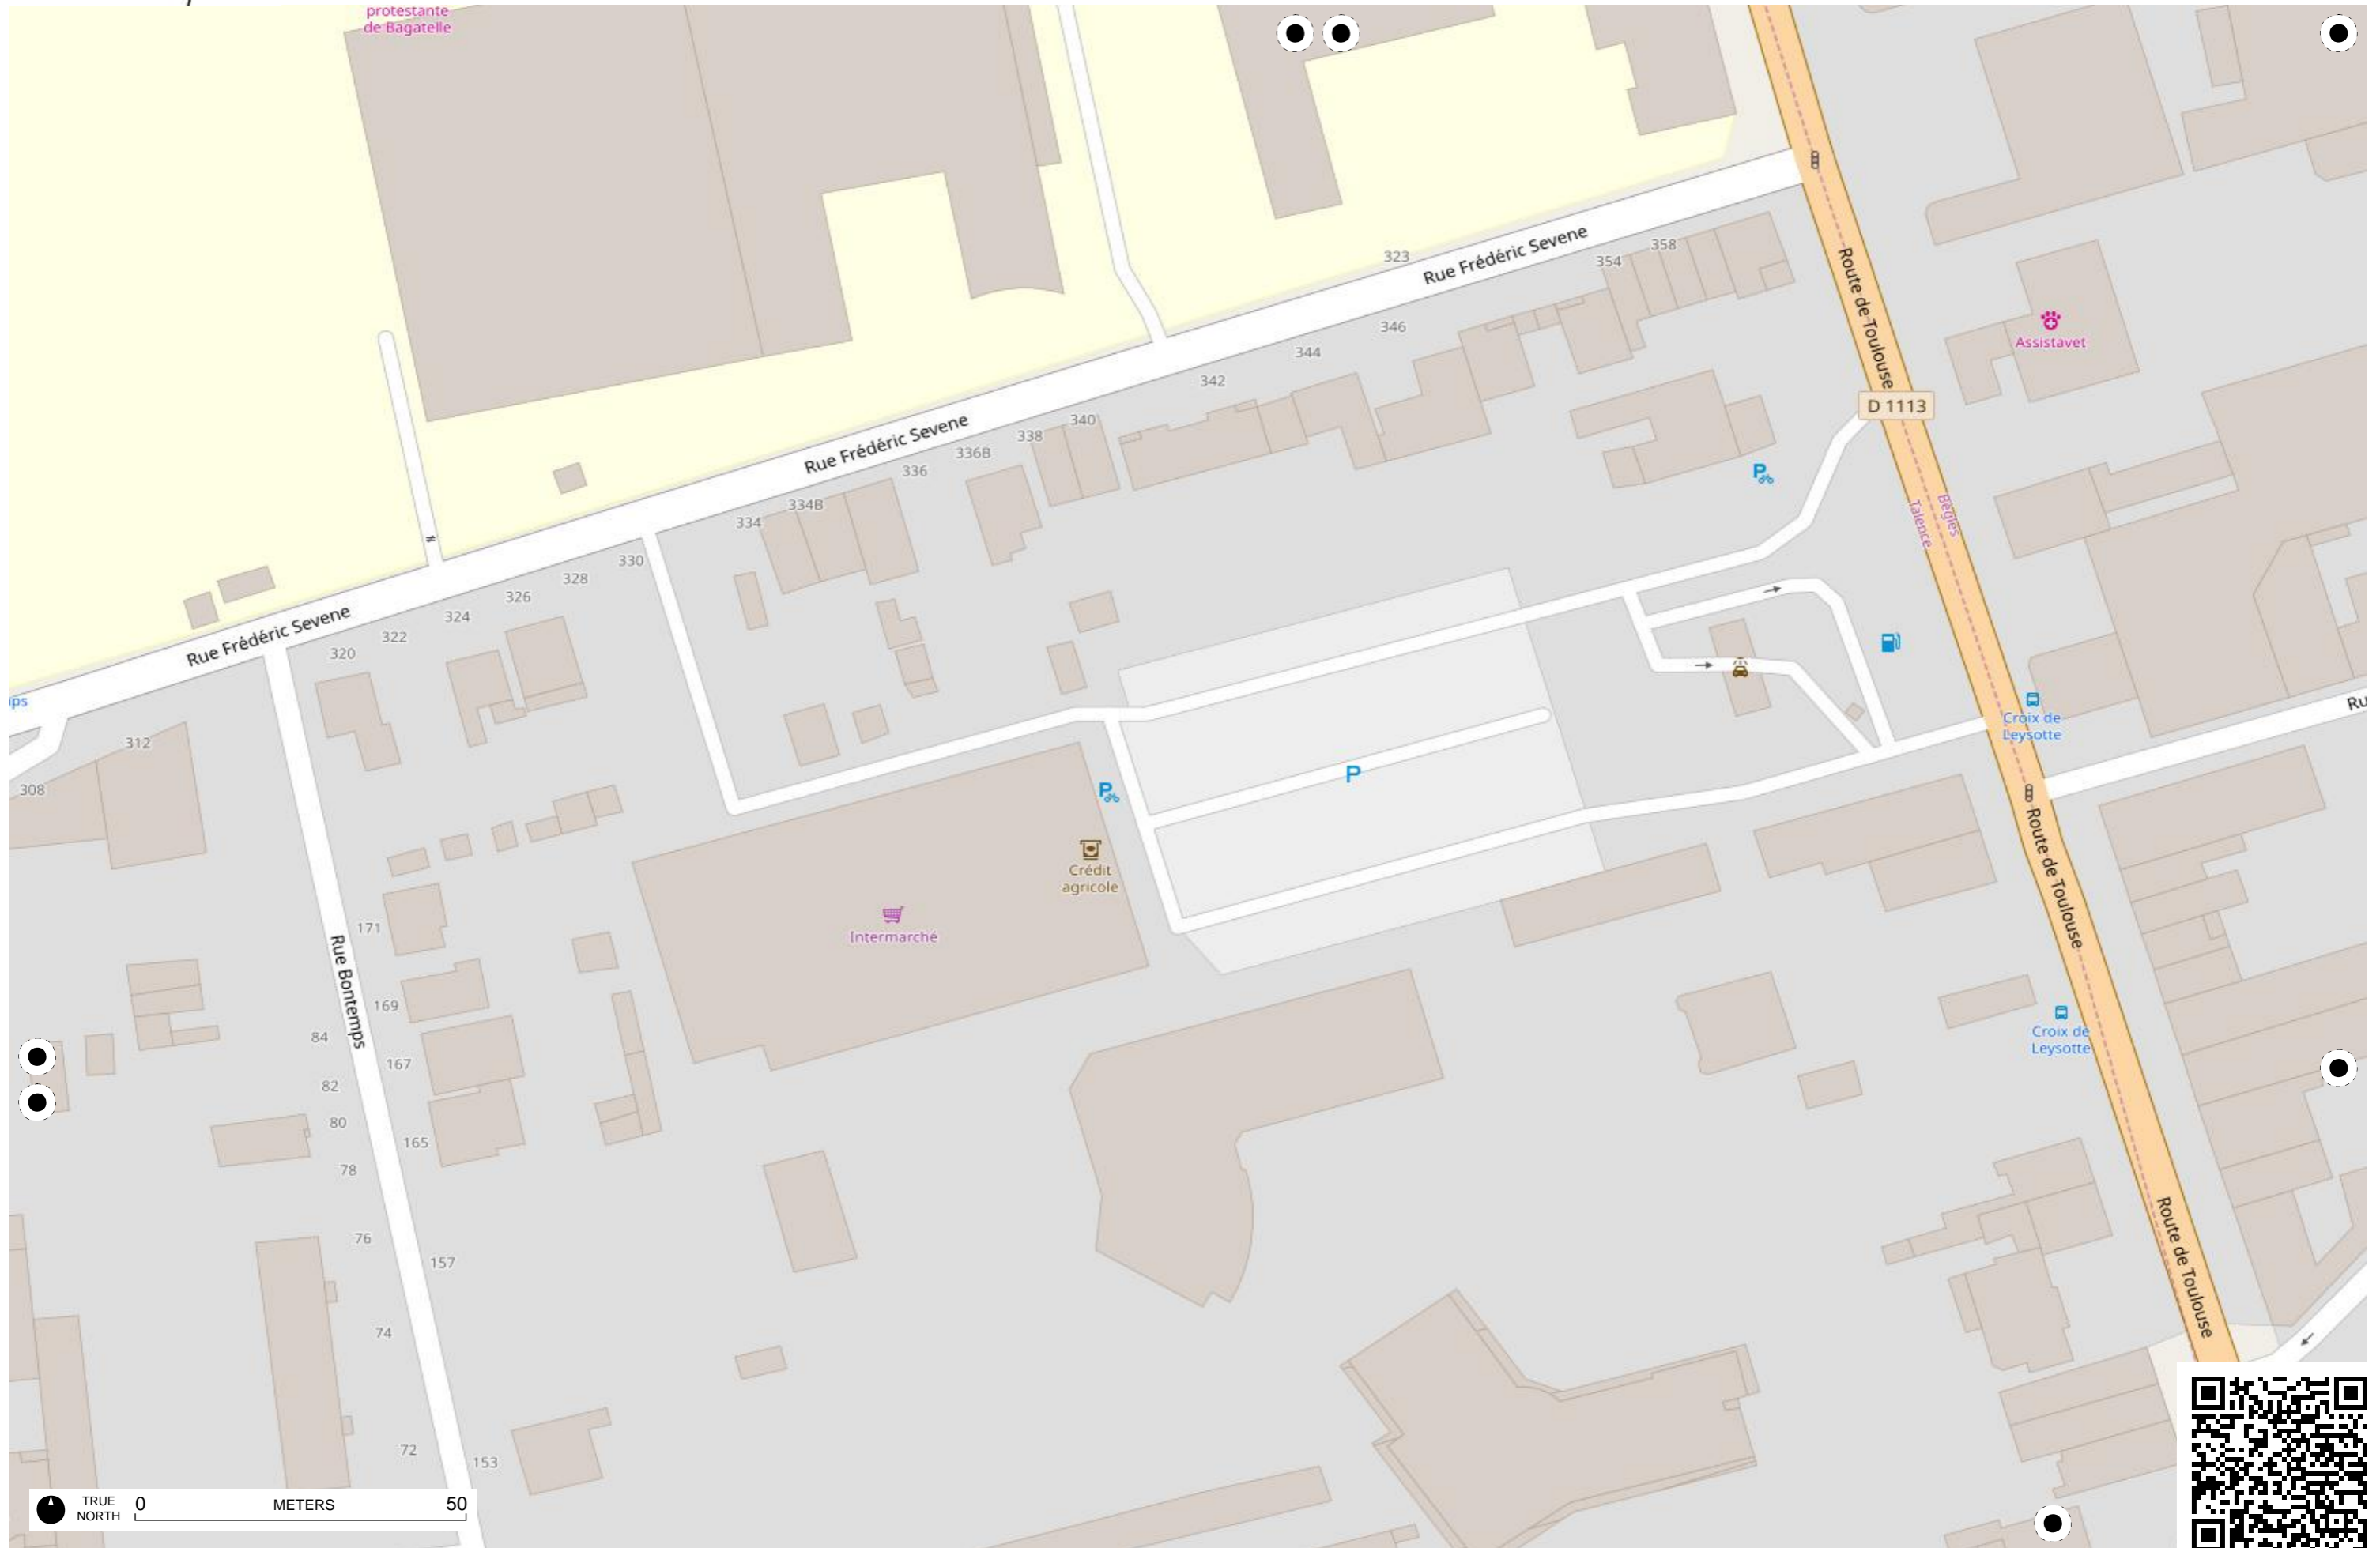 protestante
de Bagatelle
Rue Frédéric Sevene
323
358
354
346
344
342
340
338
336B
336
334B
334
330
328
326
324
322
320
312
308
Rue Frédéric Sevene
Rue Frédéric Sevene
Route de Toulouse
D 1113
Assistavet
Bègles
Talence
P
P
P
Croix de
Leysotte
Ru
ips
Crédit
agricole
Intermarché
171
Rue Bontemps
169
84
167
82
80
165
78
76
157
74
72
153
Route de Toulouse
Croix de
Leysotte
Route de Toulouse
TRUE
NORTH
0 METERS 50